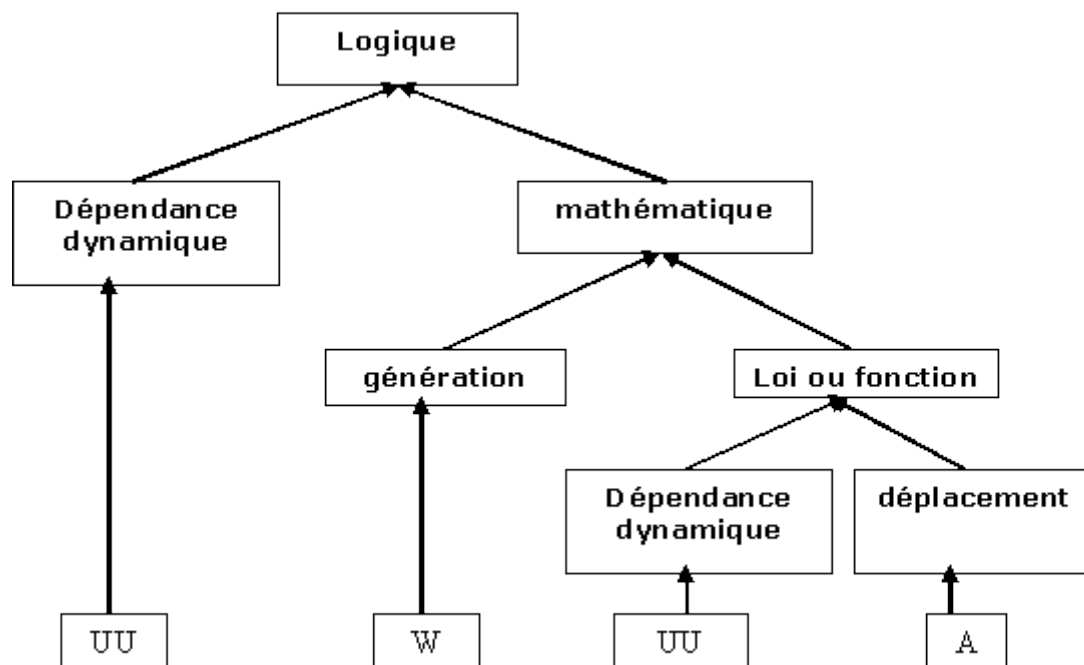 Logique
Dépendance
dynamique
mathématique
génération
Loi ou fonction
Dépendance
dynamique
déplacement
UU
W
UU
A